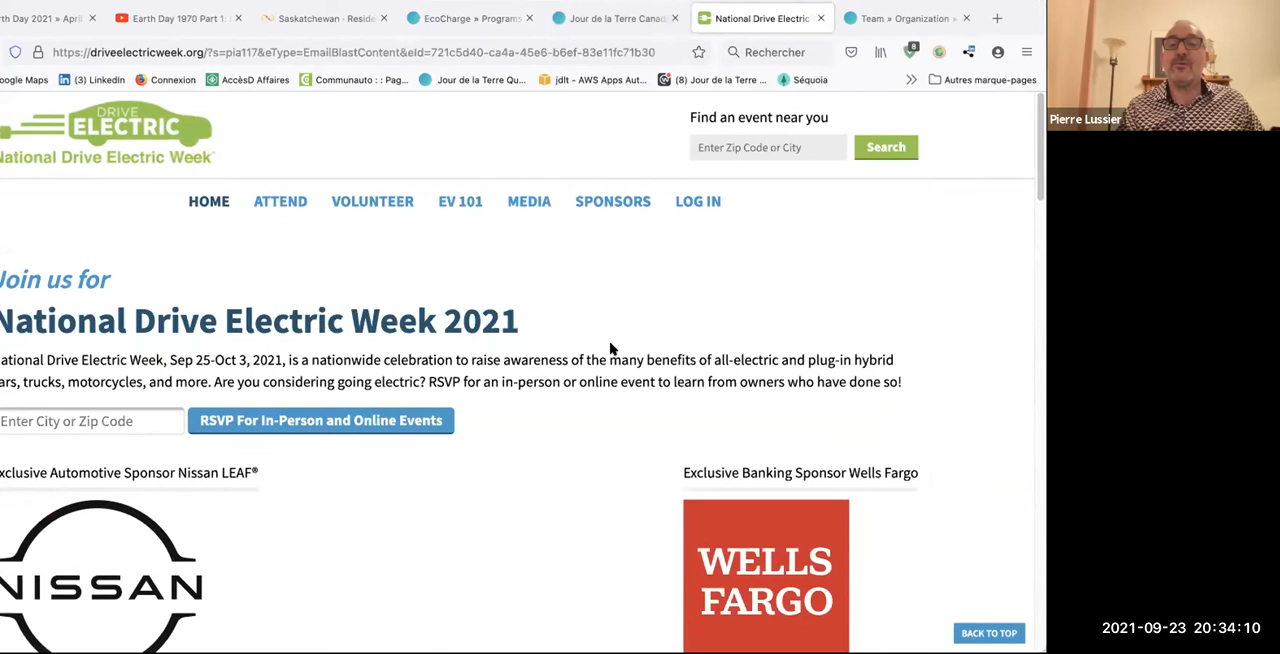 rth Day 2021 » April
Earth Day 1970 Part 1:
Saskatchewan · Reside
EcoCharge » Programs
Jour de la Terre Canad
National Drive Electric
Team » Organization »
https://driveelectricweek.org/?s=pia117&eType=EmailBlastContent&eId=721c5d40-ca4a-45e6-b6ef-83e11fc71b30
Rechercher
8
oogle Maps
(3) LinkedIn
Connexion
AccèsD Affaires
Communauto : : Pag...
Jour de la Terre Qu...
jdlt - AWS Apps Aut...
(8) Jour de la Terre ...
Séquoia
Autres marque-pages
Pierre Lussier
DRIVE
ELECTRIC
National Drive Electric Week
Find an event near you
Enter Zip Code or City
Search
HOME
ATTEND
VOLUNTEER
EV 101
MEDIA
SPONSORS
LOG IN
Join us for
National Drive Electric Week 2021
ational Drive Electric Week, Sep 25-Oct 3, 2021, is a nationwide celebration to raise awareness of the many benefits of all-electric and plug-in hybrid
ars, trucks, motorcycles, and more. Are you considering going electric? RSVP for an in-person or online event to learn from owners who have done so!
Enter City or Zip Code
RSVP For In-Person and Online Events
xclusive Automotive Sponsor Nissan LEAF®
Exclusive Banking Sponsor Wells Fargo
NISSAN
WELLS
FARGO
BACK TO TOP
2021-09-23 20:34:10